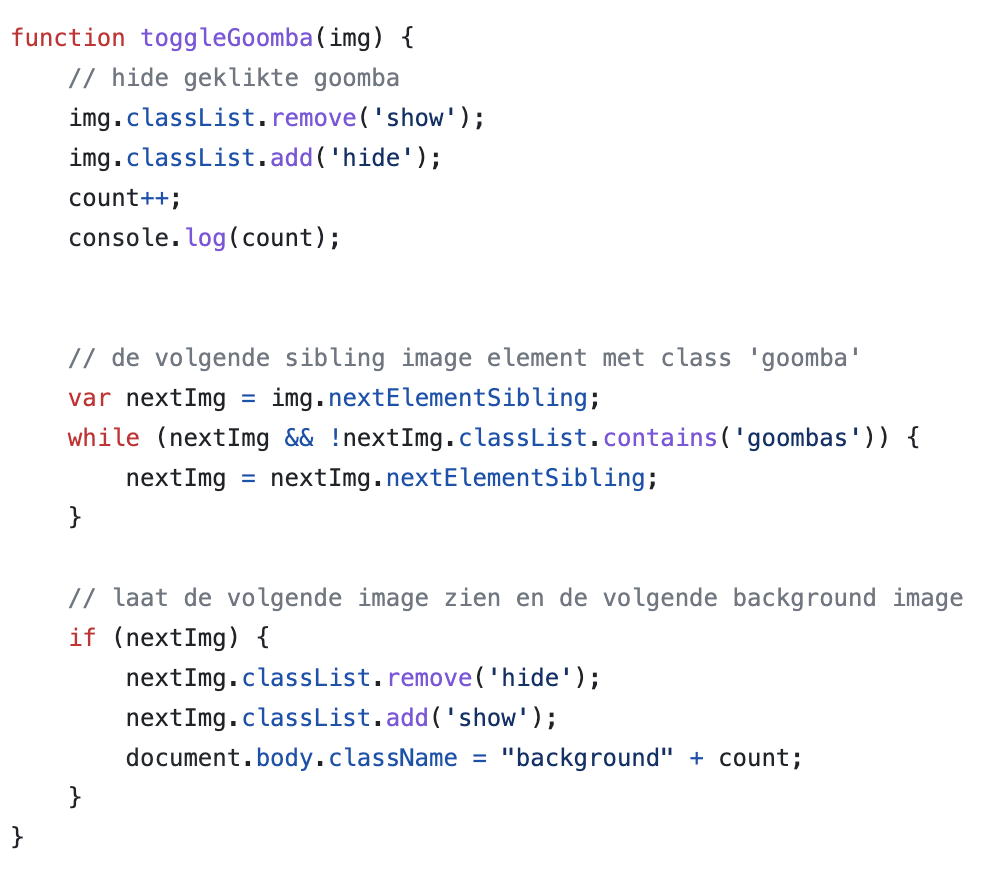 function toggleGoomba(img) {
    // hide geklikte goomba
    img.classList.remove('show');
    img.classList.add('hide');
    count++;
    console.log(count);
    // de volgende sibling image element met class 'goomba'
    var nextImg = img.nextElementSibling;
    while (nextImg && !nextImg.classList.contains('goombas')) {
        nextImg = nextImg.nextElementSibling;
    }
    // laat de volgende image zien en de volgende background image
    if (nextImg) {
        nextImg.classList.remove('hide');
        nextImg.classList.add('show');
        document.body.className = "background" + count;
    }
}